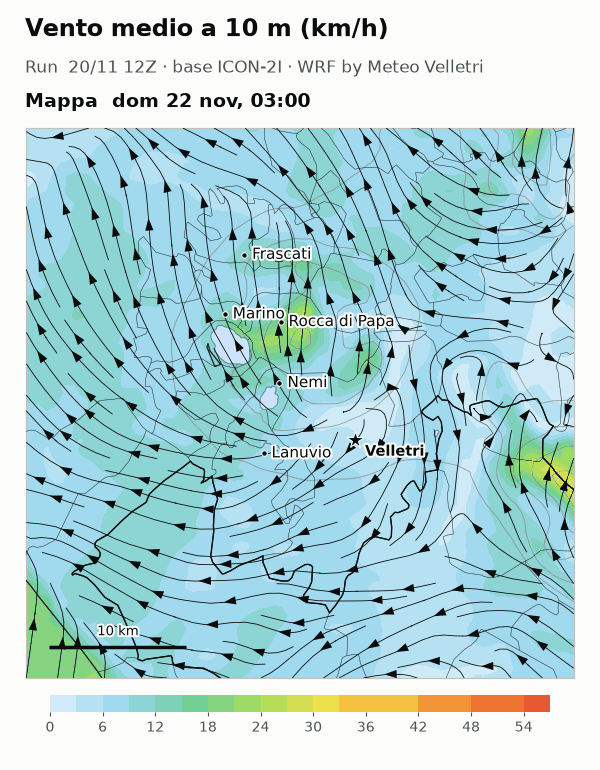 Vento medio a 10 m (km/h)
Run  20/11 12Z · base ICON-2I · WRF by Meteo Velletri
Mappa  dom 22 nov, 03:00
Frascati
Marino
Rocca di Papa
Nemi
Velletri
Lanuvio
10 km
0 6 12 18 24 30 36 42 48 54